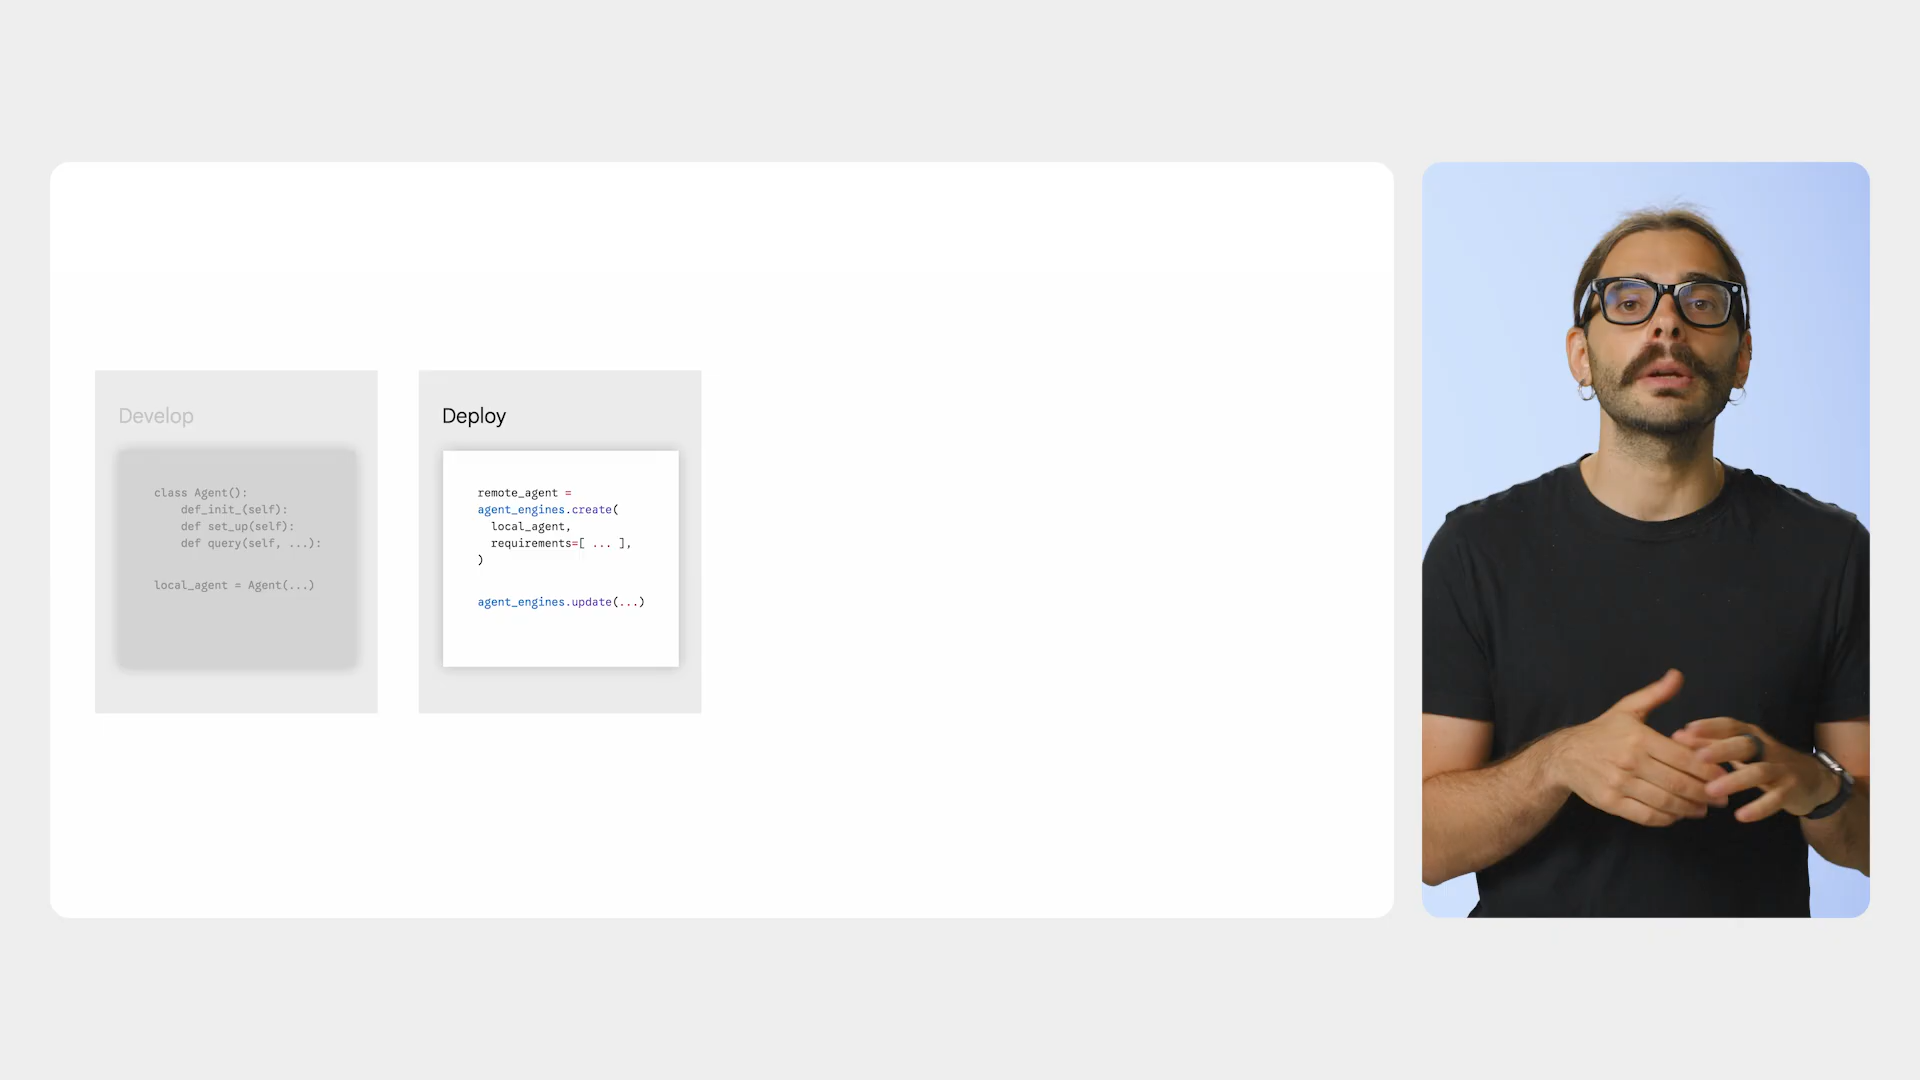 Develop
class Agent():
def_init_(self):
def set_up(self):
def query(self, ...):
local_agent = Agent(...)
Deploy
remote_agent =
agent_engines.create(
local_agent,
requirements=[ ... ],
)
agent_engines.update(...)